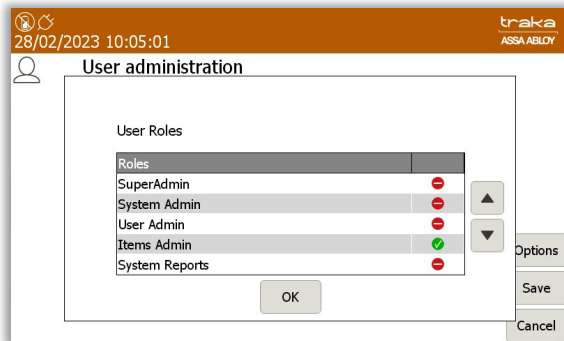 traka
28/02/2023 10:05:01
ASSA ABLOY
User administration
User Roles
Roles
SuperAdmin
System Admin
User Admin
Items Admin
System Reports
Options
OK
Save
Cancel